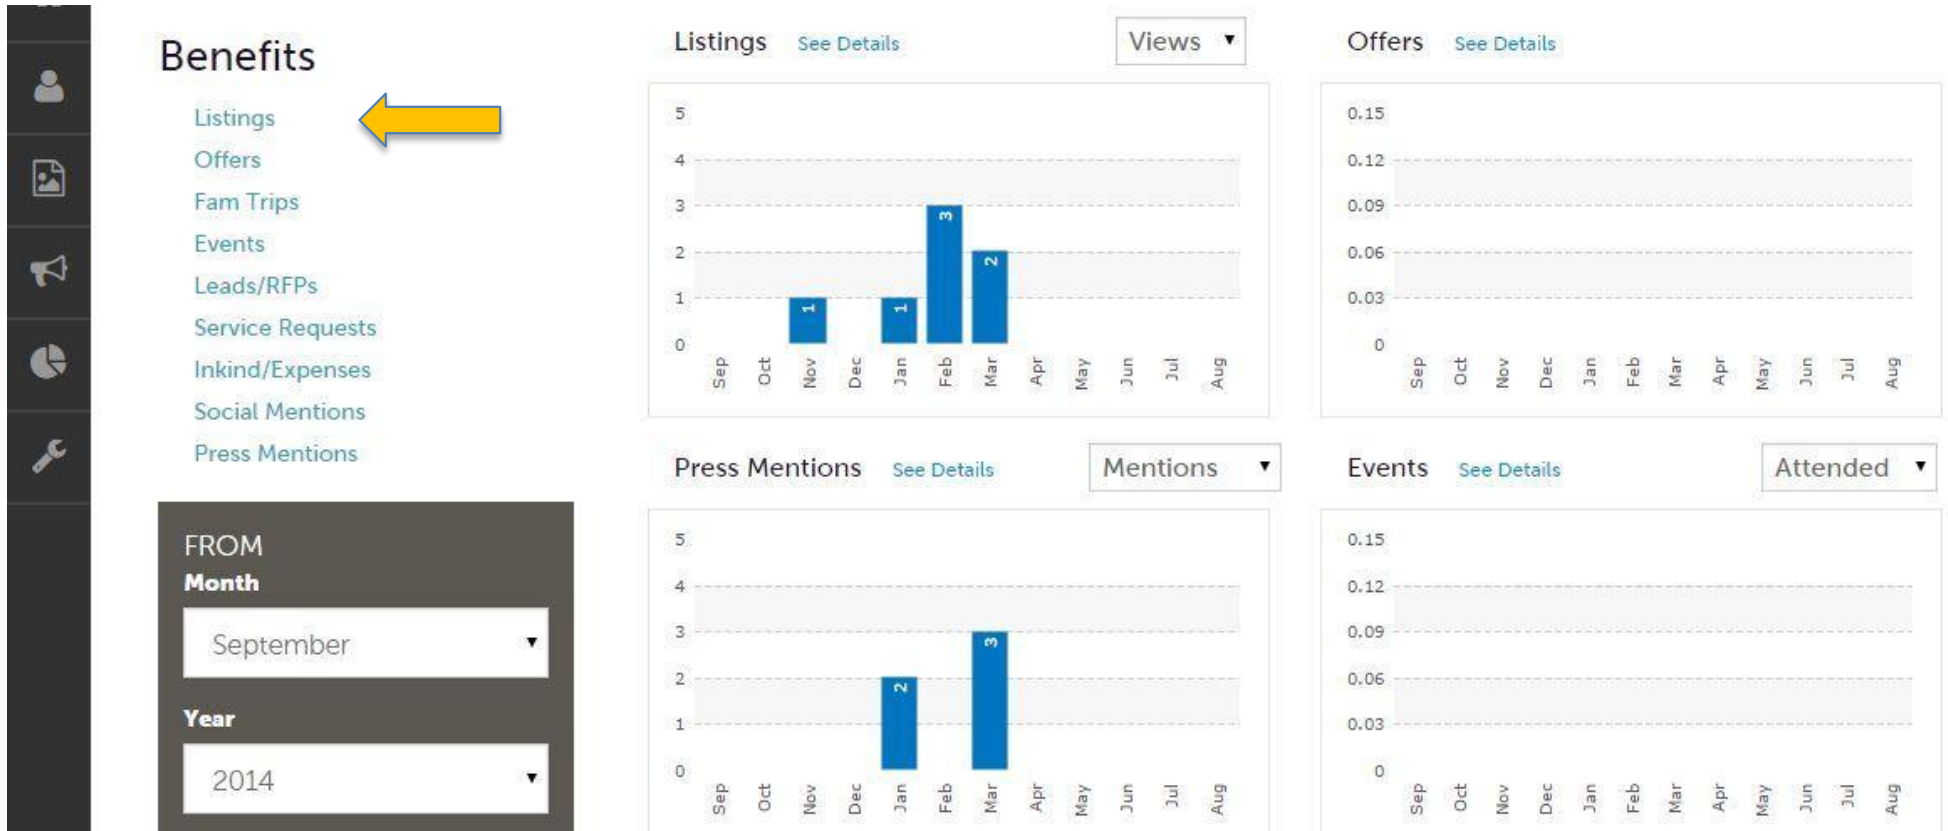 Benefits
Listings
Offers
Fam Trips
Events
Leads/RFPs
Service Requests
Inkind/Expenses
Social Mentions
Press Mentions
FROM
Month
September
Year
2014
Listings See Details Views
5
4
3
2
1
0
1
1
3
2
Sep Oct Nov Dec Jan Feb Mar Apr May Jun Jul Aug
Offers See Details
0.15
0.12
0.09
0.06
0.03
0
Sep Oct Nov Dec Jan Feb Mar Apr May Jun Jul Aug
Press Mentions See Details Mentions
5
4
3
2
1
0
2
3
Sep Oct Nov Dec Jan Feb Mar Apr May Jun Jul Aug
Events See Details Attended
0.15
0.12
0.09
0.06
0.03
0
Sep Oct Nov Dec Jan Feb Mar Apr May Jun Jul Aug